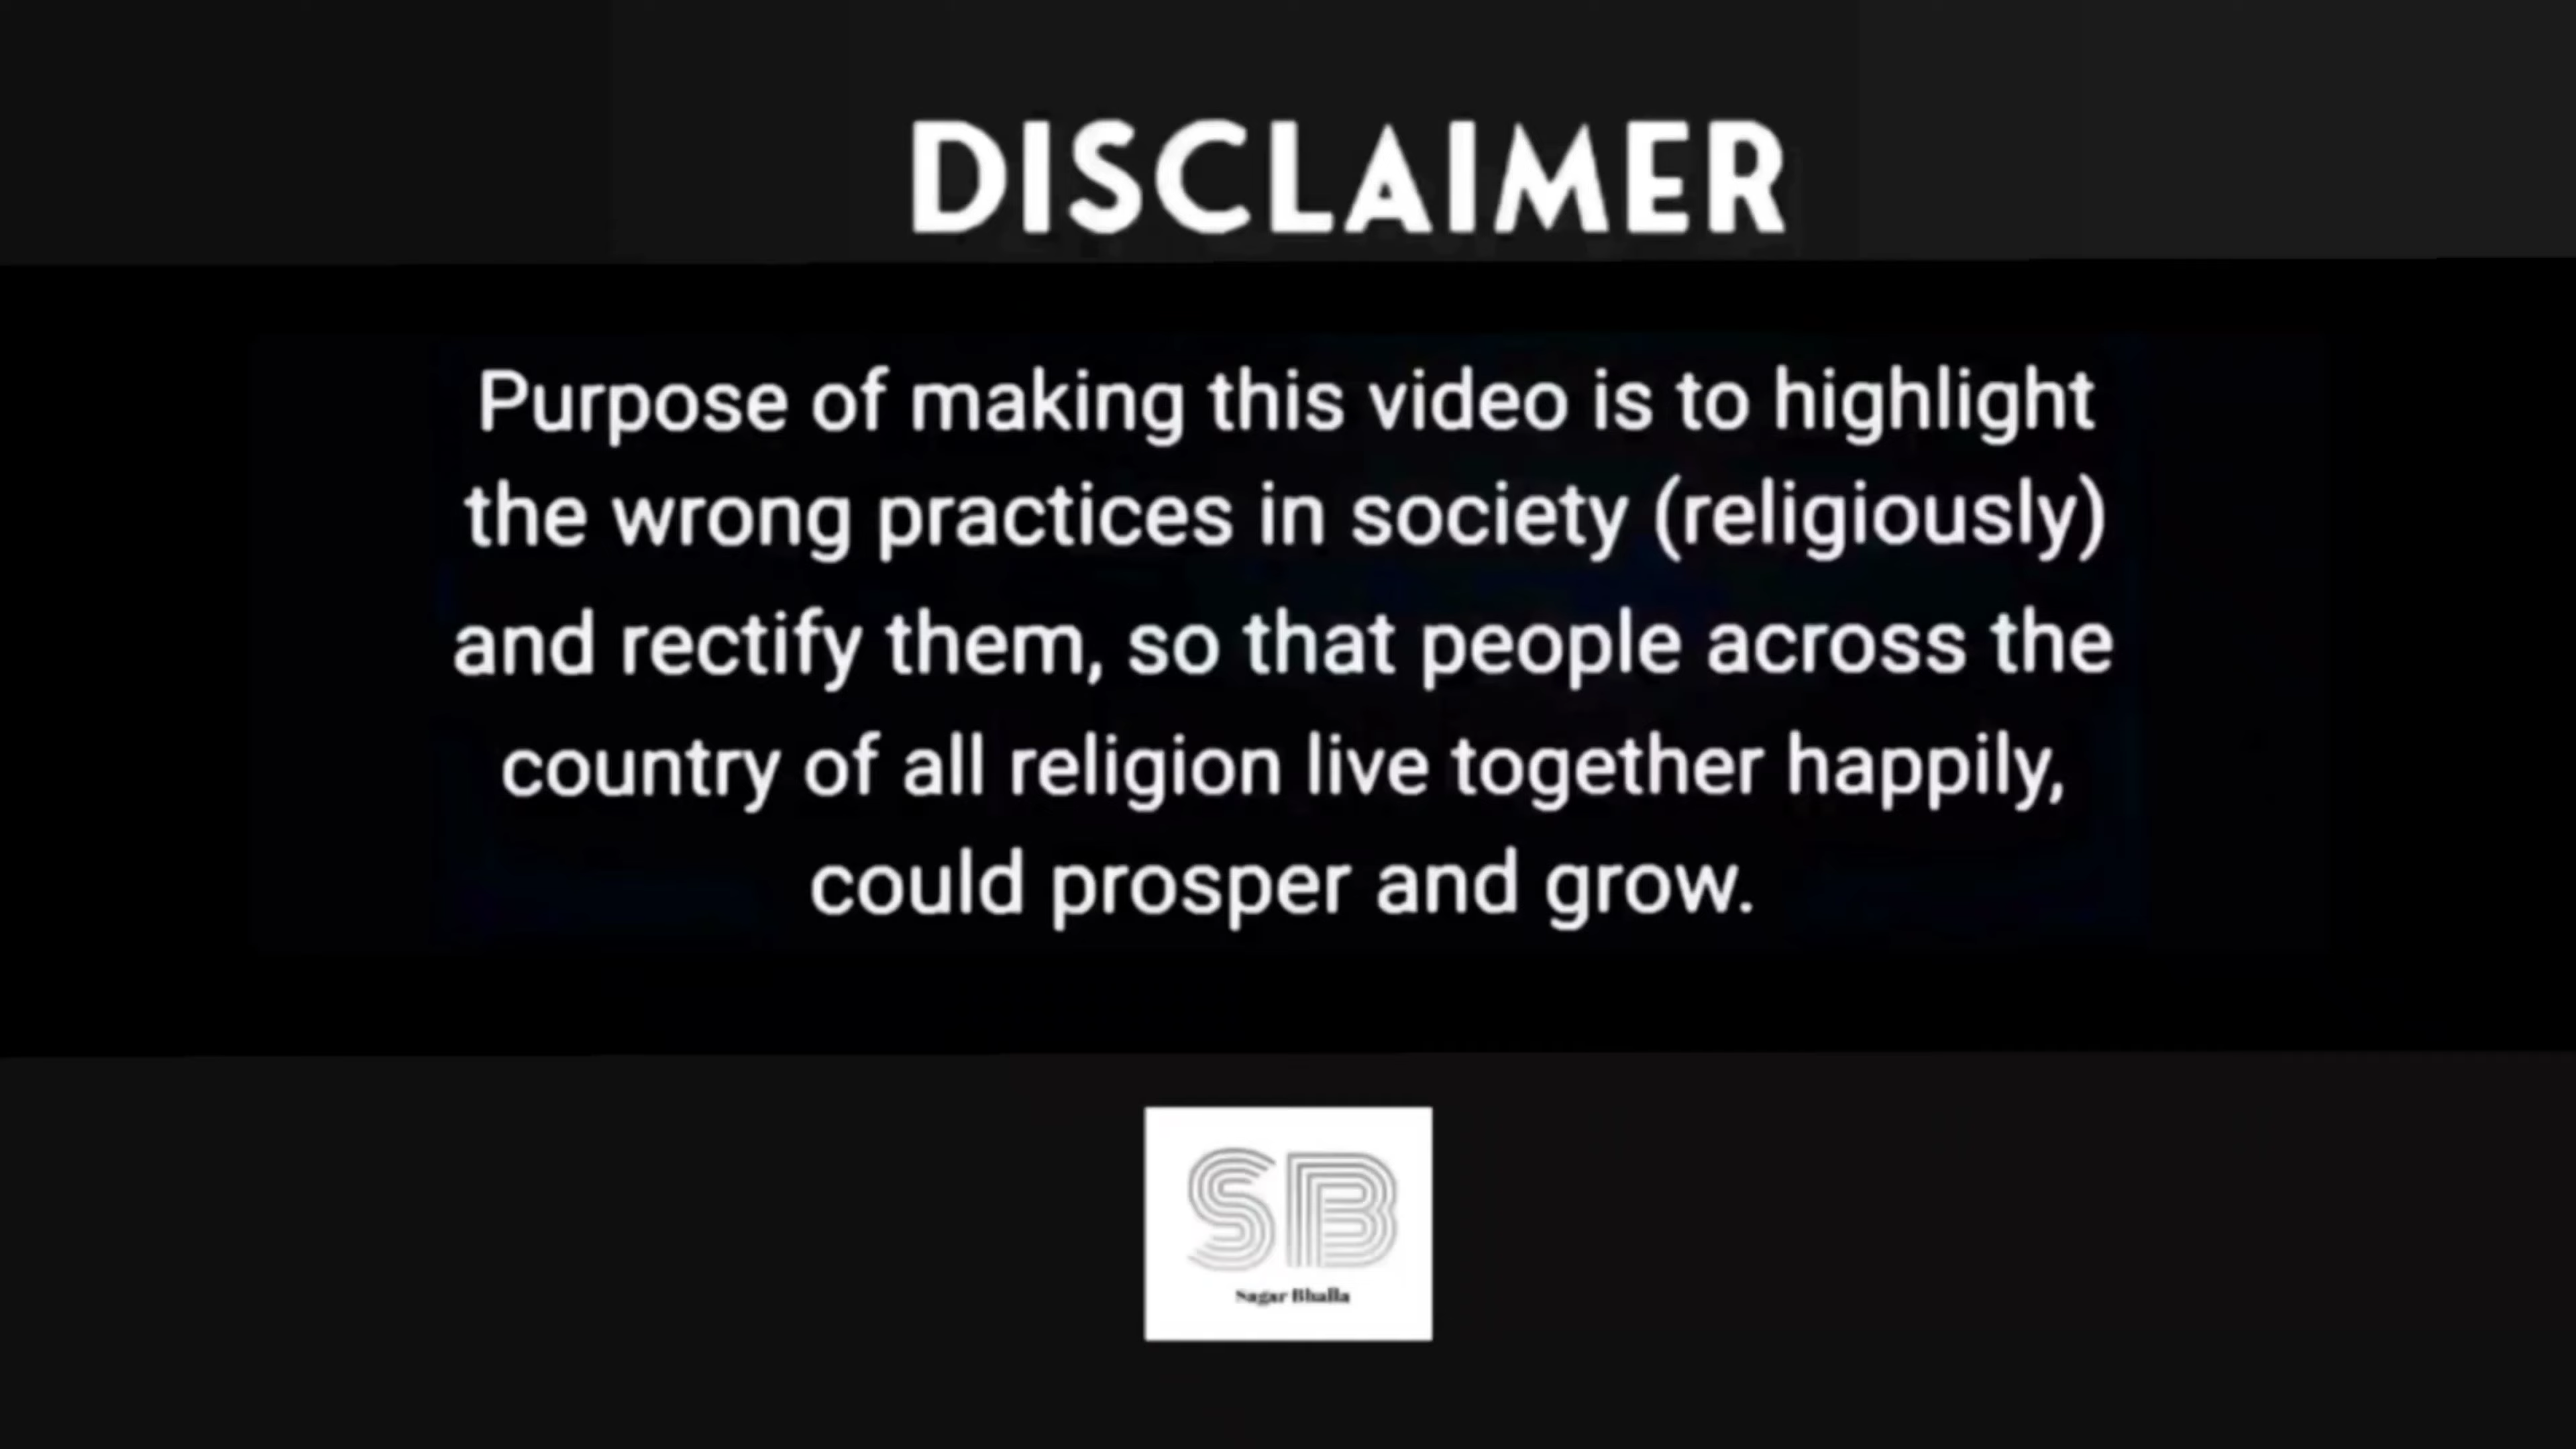 DISCLAIMER
Purpose of making this video is to highlight
the wrong practices in society (religiously)
and rectify them, so that people across the
country of all religion live together happily,
could prosper and grow.
SB
Sagar Bhalla